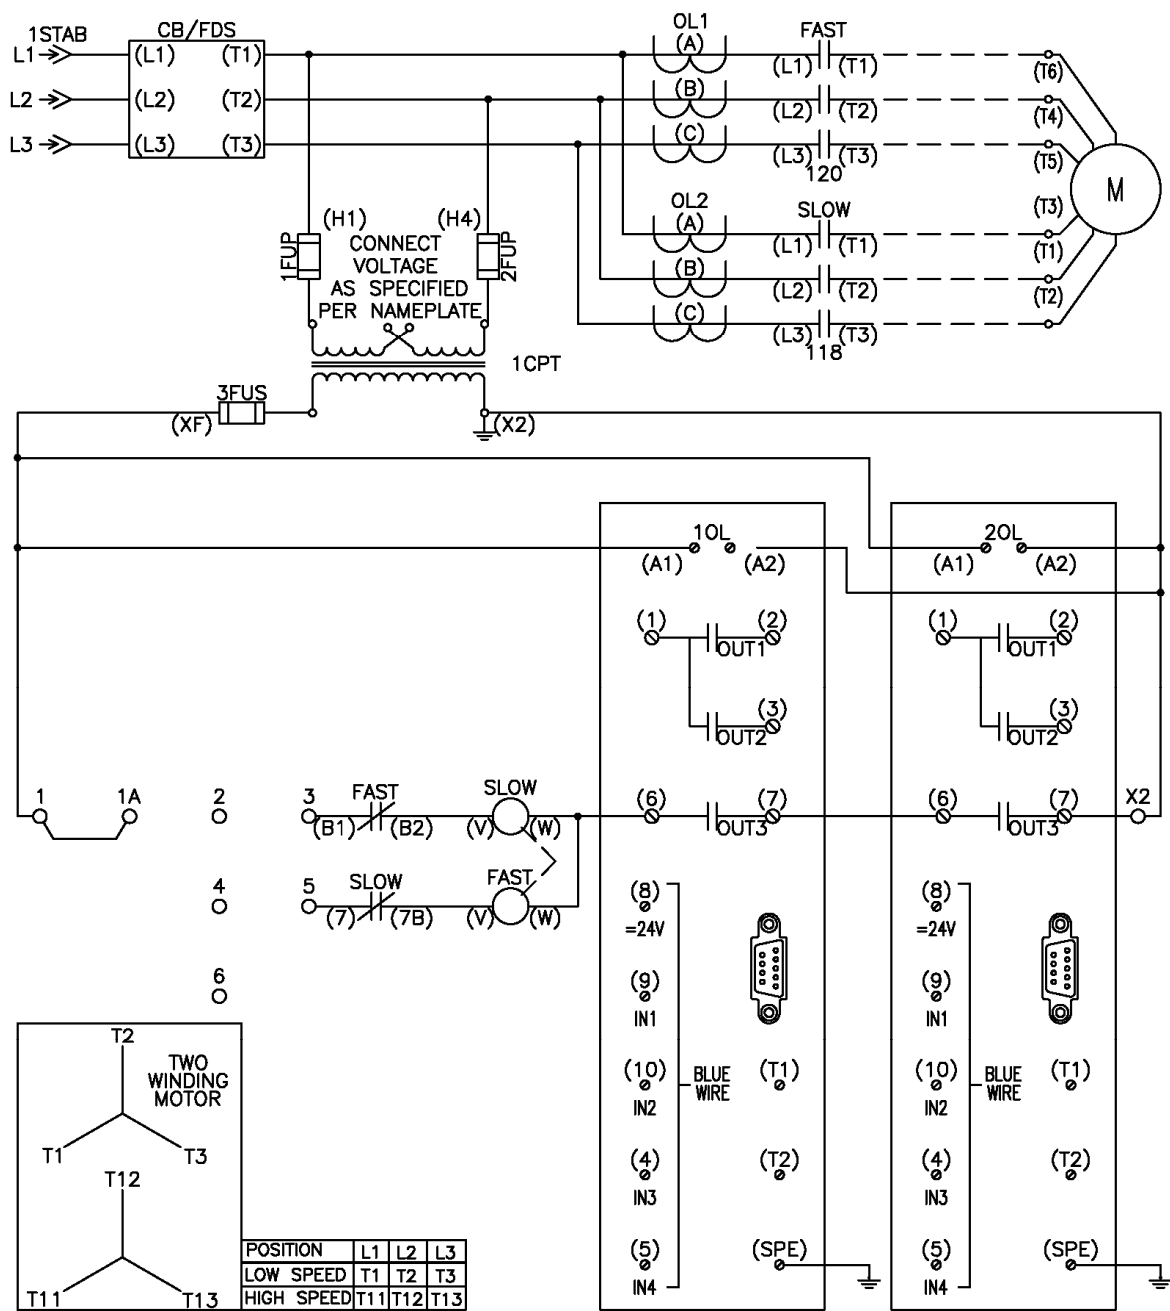 1STAB CB/FDS OL1 FAST
L1 (L1) (T1) (A) (L1) (T1) (T6)
L2 (L2) (T2) (B) (L2) (T2) (T4)
L3 (L3) (T3) (C) (L3) (T3) (T5)
120
M
OL2 SLOW (T3)
(A) (L1) (T1) (T1)
(B) (L2) (T2) (T2)
(C) (L3) (T3)
118
(H1) (H4)
1FUP 2FUP
CONNECT
VOLTAGE
AS SPECIFIED
PER NAMEPLATE
1CPT
3FUS
(XF) (X2)
1OL 2OL
(A1) (A2) (A1) (A2)
(1) (2) (1) (2)
OUT1 OUT1
(3) (3)
OUT2 OUT2
1 1A 2 3 FAST SLOW (6) (7) (6) (7) X2
(B1) (B2) (V) (W) OUT3 OUT3
4 5 SLOW FAST (8) (8)
(7) (7B) (V) (W) =24V =24V
6 (9) (9)
IN1 IN1
(10) BLUE (T1) (10) BLUE (T1)
IN2 WIRE IN2 WIRE
(4) (T2) (4) (T2)
IN3 IN3
(5) (SPE) (5) (SPE)
IN4 IN4
T2
TWO
WINDING
MOTOR
T1 T3
T12
T11 T13
POSITION L1 L2 L3
LOW SPEED T1 T2 T3
HIGH SPEED T11 T12 T13